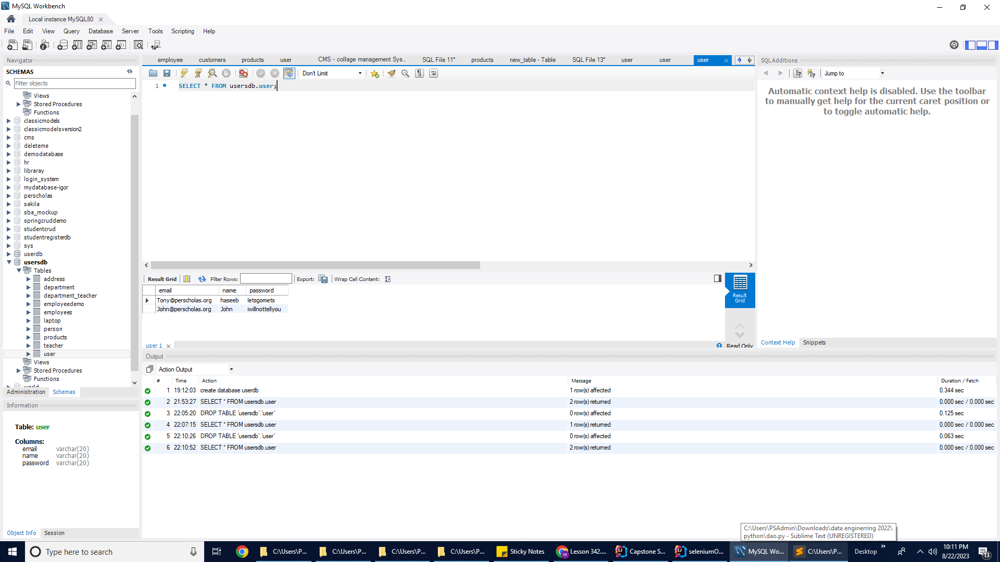 MySQL Workbench
Local instance MySQL80
File Edit View Query Database Server Tools Scripting Help
Navigator
SCHEMAS
Filter objects
Views
Stored Procedures
Functions
classicmodels
classicmodelsversion2
cms
deleteme
demodatabase
hr
libraray
login_system
mydatabase-igor
perscholas
sakila
sba_mockup
springcruddemo
studentcrud
studentregisterdb
sys
userdb
usersdb
Tables
address
department
department_teacher
employeedemo
employees
laptop
person
products
teacher
user
Views
Stored Procedures
Functions
world
Administration Schemas
Information
Table: user
Columns:
email varchar(20)
name varchar(20)
password varchar(20)
Object Info Session
employee customers products user CMS - collage management Sys... SQL File 11* products new_table - Table SQL File 13* user user user
Don't Limit
1 SELECT * FROM usersdb.user;
Result Grid Filter Rows: Export: Wrap Cell Content:
email name password
Tony@perscholas.org haseeb letsgomets
John@perscholas.org John iwillnottellyou
Result
Grid
user 1
Read Only
SQLAdditions
Jump to
Automatic context help is disabled. Use the toolbar
to manually get help for the current caret position or
to toggle automatic help.
Context Help Snippets
Output
Action Output
# Time Action Message Duration / Fetch
1 19:12:03 create database userdb 1 row(s) affected 0.344 sec
2 21:53:27 SELECT * FROM usersdb.user 2 row(s) returned 0.000 sec / 0.000 sec
3 22:05:20 DROP TABLE `usersdb`.`user` 0 row(s) affected 0.125 sec
4 22:07:15 SELECT * FROM usersdb.user 1 row(s) returned 0.000 sec / 0.000 sec
5 22:10:26 DROP TABLE `usersdb`.`user` 0 row(s) affected 0.063 sec
6 22:10:52 SELECT * FROM usersdb.user 2 row(s) returned 0.000 sec / 0.000 sec
C:\Users\PSAdmin\Downloads\data enginerring 2022\
python\dao.py - Sublime Text (UNREGISTERED)
Type here to search
C:\Users\P... C:\Users\P... C:\Users\P... C:\Users\P... Sticky Notes Lesson 342.... Capstone S... seleniumO... MySQL Wo... C:\Users\P... Desktop
10:11 PM
8/22/2023
13